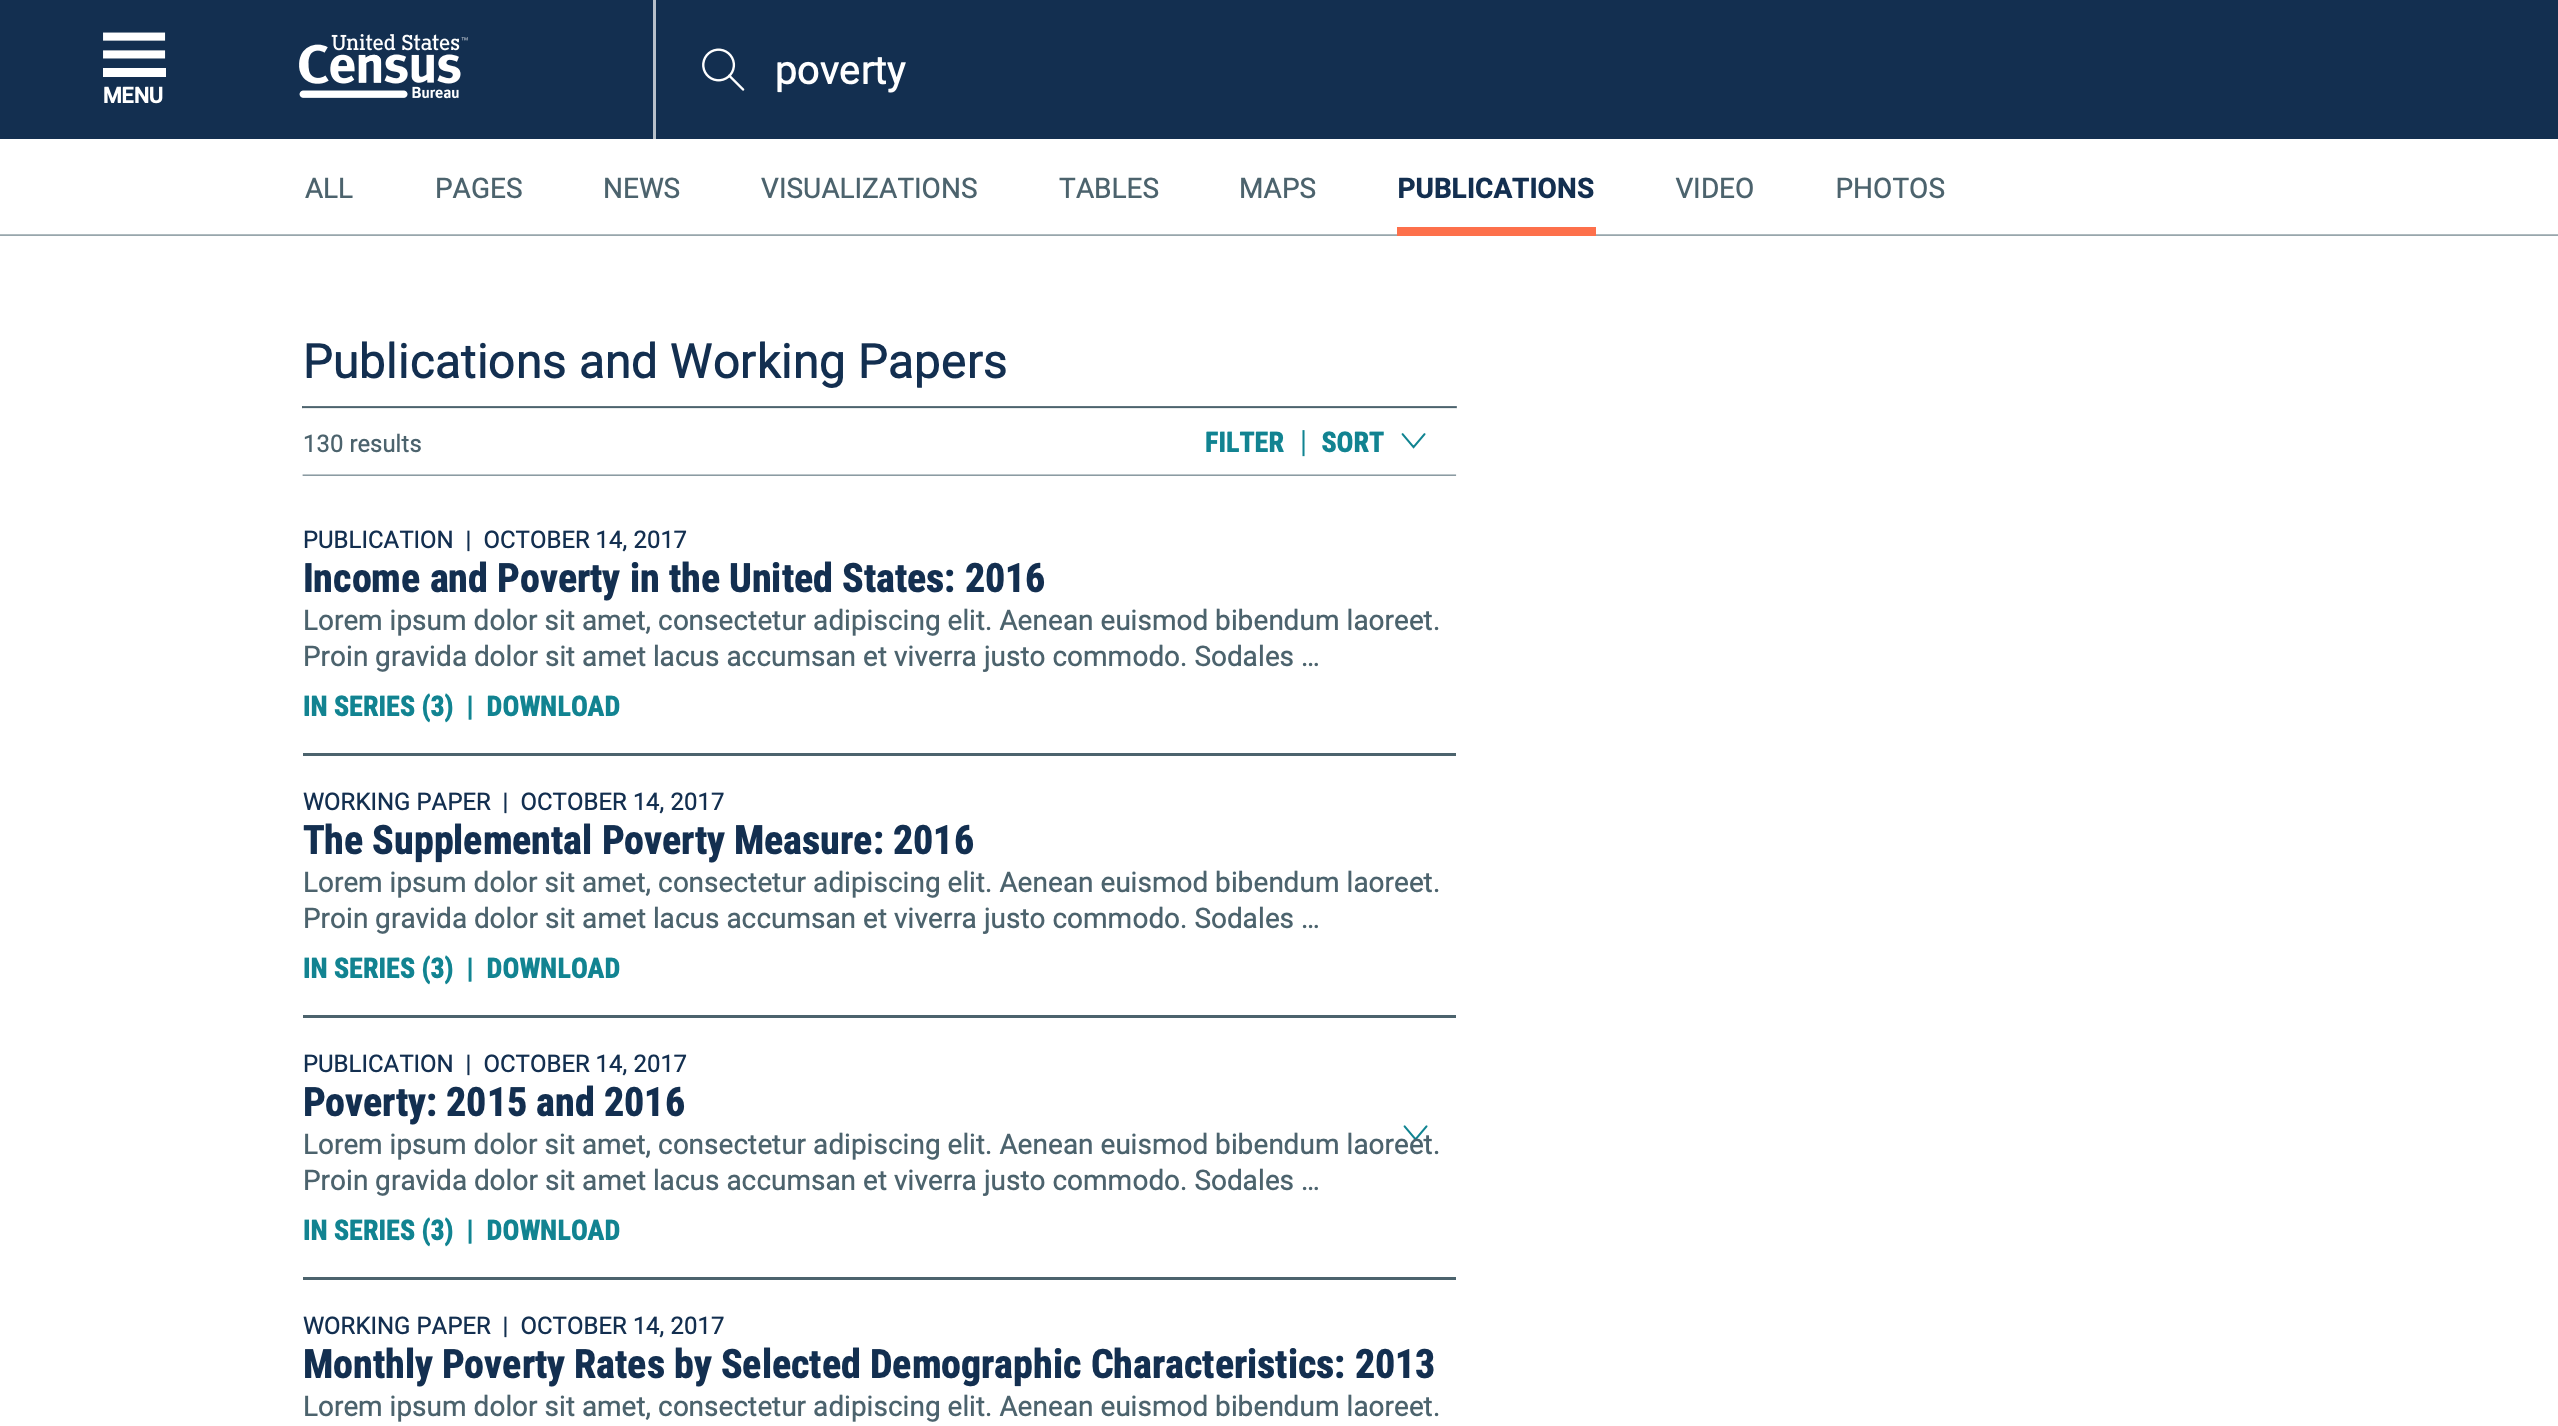 MENU
United States™
Census
Bureau
poverty
ALL PAGES NEWS VISUALIZATIONS TABLES MAPS PUBLICATIONS VIDEO PHOTOS
Publications and Working Papers
130 results FILTER | SORT
PUBLICATION | OCTOBER 14, 2017
Income and Poverty in the United States: 2016
Lorem ipsum dolor sit amet, consectetur adipiscing elit. Aenean euismod bibendum laoreet.
Proin gravida dolor sit amet lacus accumsan et viverra justo commodo. Sodales ...
IN SERIES (3) | DOWNLOAD
WORKING PAPER | OCTOBER 14, 2017
The Supplemental Poverty Measure: 2016
Lorem ipsum dolor sit amet, consectetur adipiscing elit. Aenean euismod bibendum laoreet.
Proin gravida dolor sit amet lacus accumsan et viverra justo commodo. Sodales ...
IN SERIES (3) | DOWNLOAD
PUBLICATION | OCTOBER 14, 2017
Poverty: 2015 and 2016
Lorem ipsum dolor sit amet, consectetur adipiscing elit. Aenean euismod bibendum laoreet.
Proin gravida dolor sit amet lacus accumsan et viverra justo commodo. Sodales ...
IN SERIES (3) | DOWNLOAD
WORKING PAPER | OCTOBER 14, 2017
Monthly Poverty Rates by Selected Demographic Characteristics: 2013
Lorem ipsum dolor sit amet, consectetur adipiscing elit. Aenean euismod bibendum laoreet.